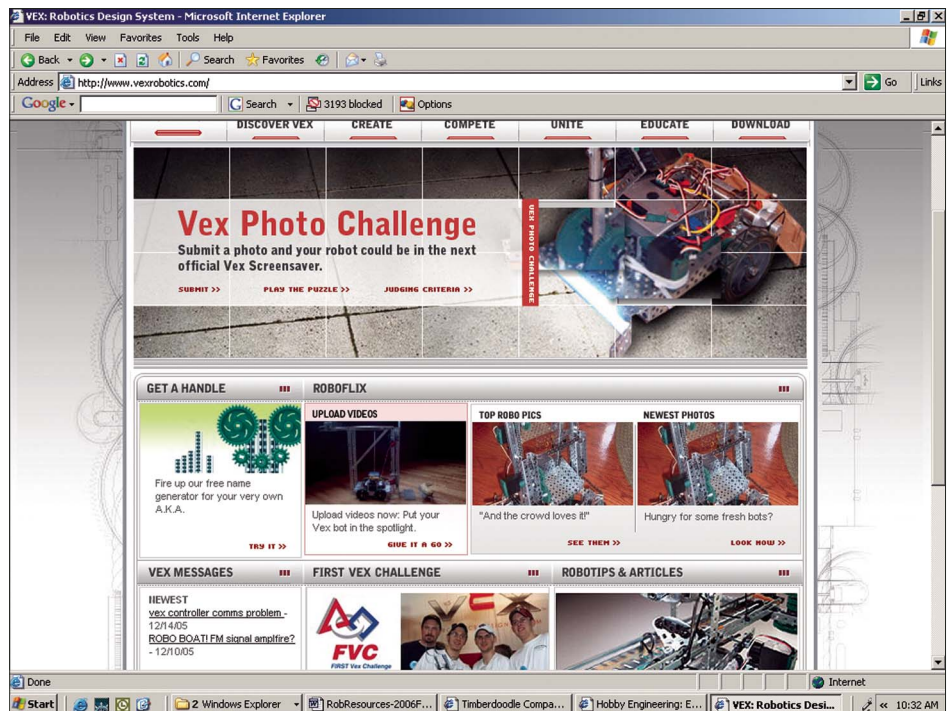 VEX: Robotics Design System - Microsoft Internet Explorer
File Edit View Favorites Tools Help
Back Search Favorites
Address http://www.vexrobotics.com/ Go Links
Google Search 3193 blocked Options
DISCOVER VEX CREATE COMPETE UNITE EDUCATE DOWNLOAD
Vex Photo Challenge
Submit a photo and your robot could be in the next
official Vex Screensaver.
SUBMIT >> PLAY THE PUZZLE >> JUDGING CRITERIA >>
VEX PHOTO CHALLENGE
GET A HANDLE ROBOFLIX
Fire up our free name
generator for your very own
A.K.A.
TRY IT >>
UPLOAD VIDEOS
Upload videos now: Put your
Vex bot in the spotlight.
GIVE IT A GO >>
TOP ROBO PICS
"And the crowd loves it!"
SEE THEM >>
NEWEST PHOTOS
Hungry for some fresh bots?
LOOK NOW >>
VEX MESSAGES FIRST VEX CHALLENGE ROBOTIPS & ARTICLES
NEWEST
vex controller comms problem -
12/14/05
ROBO BOAT! FM signal amplfire?
- 12/10/05
FVC
FIRST Vex Challenge
VEX
Done Internet
Start 2 Windows Explorer RobResources-2006F... Timberdoodle Compa... Hobby Engineering: E... VEX: Robotics Desi... « 10:32 AM